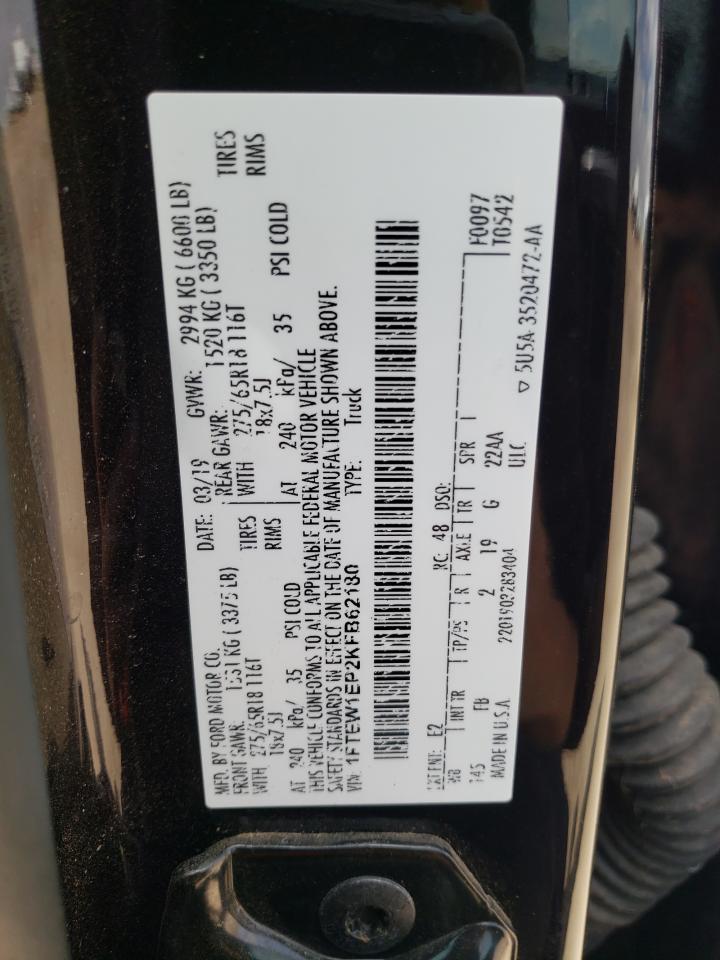 MFD. BY FORD MOTOR CO.
DATE: 03/19 GVWR: 2994 KG ( 6600 LB)
FRONT GAWR: 1531 KG ( 3375 LB) REAR GAWR: 1520 KG ( 3350 LB)
WITH 275/65R18 116T TIRES WITH 275/65R18 116T TIRES
18x7.5J RIMS 18x7.5J RIMS
AT 240 kPa/ 35 PSI COLD AT 240 kPa/ 35 PSI COLD
THIS VEHICLE CONFORMS TO ALL APPLICABLE FEDERAL MOTOR VEHICLE
SAFETY STANDARDS IN EFFECT ON THE DATE OF MANUFACTURE SHOWN ABOVE.
VIN: 1FTEW1EP2KFB62180 TYPE: Truck
EXT PNT: E2 RC: 48 DSO: F0097
WB INT TR TP/PS R AXLE TR SPR T0542
145 FB 2 19 G 22AA
MADE IN U.S.A. UTC
▽ 5U5A-3520472-AA